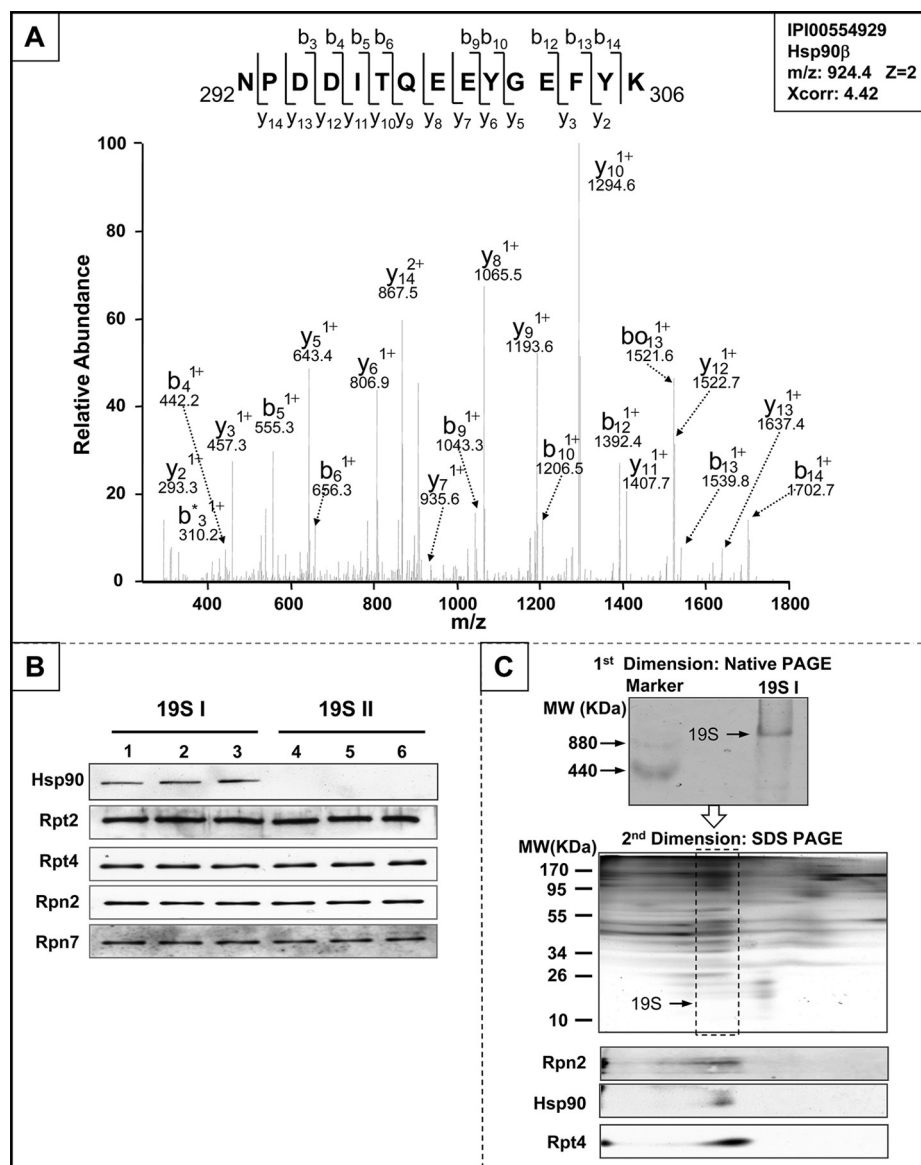 A
IPI00554929
Hsp90β
m/z: 924.4 Z=2
Xcorr: 4.42
b3 b4 b5 b6 b9 b10 b12 b13 b14
292 N P D D I T Q E E Y G E F Y K 306
y14 y13 y12 y11 y10 y9 y8 y7 y6 y5 y3 y2
Relative Abundance
100
80
60
40
20
0
y10 1+
1294.6
y8 1+
1065.5
y14 2+
867.5
y5 1+
643.4
y6 1+
806.9
y9 1+
1193.6
bo13 1+
1521.6
y12 1+
1522.7
b4 1+
442.2
y3 1+
457.3
b5 1+
555.3
y2 1+
293.3
b*3 1+
310.2
b6 1+
656.3
y7 1+
935.6
b9 1+
1043.3
b10 1+
1206.5
b12 1+
1392.4
y11 1+
1407.7
b13 1+
1539.8
y13 1+
1637.4
b14 1+
1702.7
400 600 800 1000 1200 1400 1600 1800
m/z
B
19S I 19S II
1 2 3 4 5 6
Hsp90
Rpt2
Rpt4
Rpn2
Rpn7
C
1st Dimension: Native PAGE
Marker 19S I
MW (KDa)
19S
880
440
2nd Dimension: SDS PAGE
MW(KDa)
170
95
55
34
26
19S
10
Rpn2
Hsp90
Rpt4